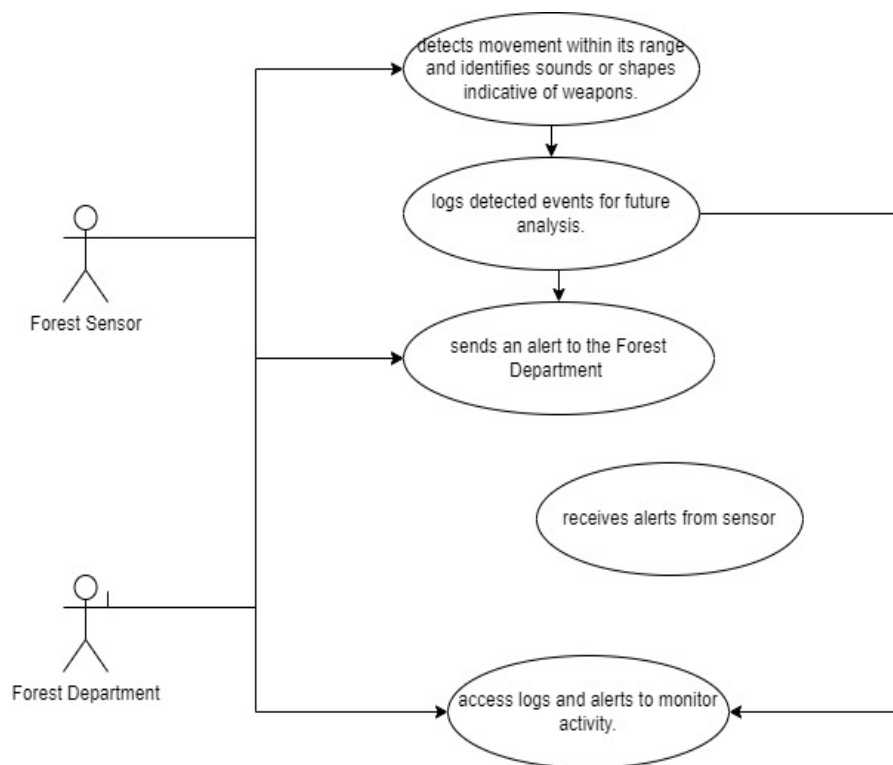 detects movement within its range
and identifies sounds or shapes
indicative of weapons.
logs detected events for future
analysis.
Forest Sensor
sends an alert to the Forest
Department
receives alerts from sensor
Forest Department
access logs and alerts to monitor
activity.